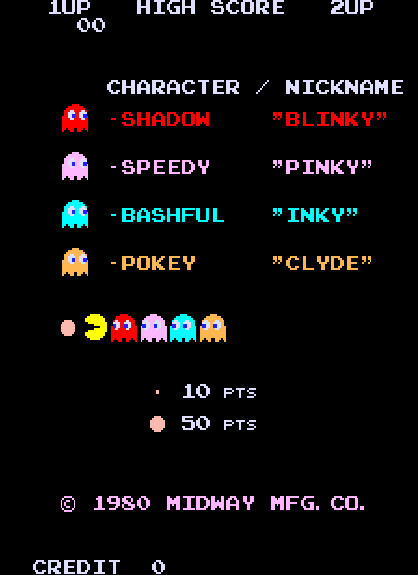 1UP HIGH SCORE 2UP
00
CHARACTER / NICKNAME
-SHADOW "BLINKY"
-SPEEDY "PINKY"
-BASHFUL "INKY"
-POKEY "CLYDE"
10 PTS
50 PTS
© 1980 MIDWAY MFG. CO.
CREDIT 0